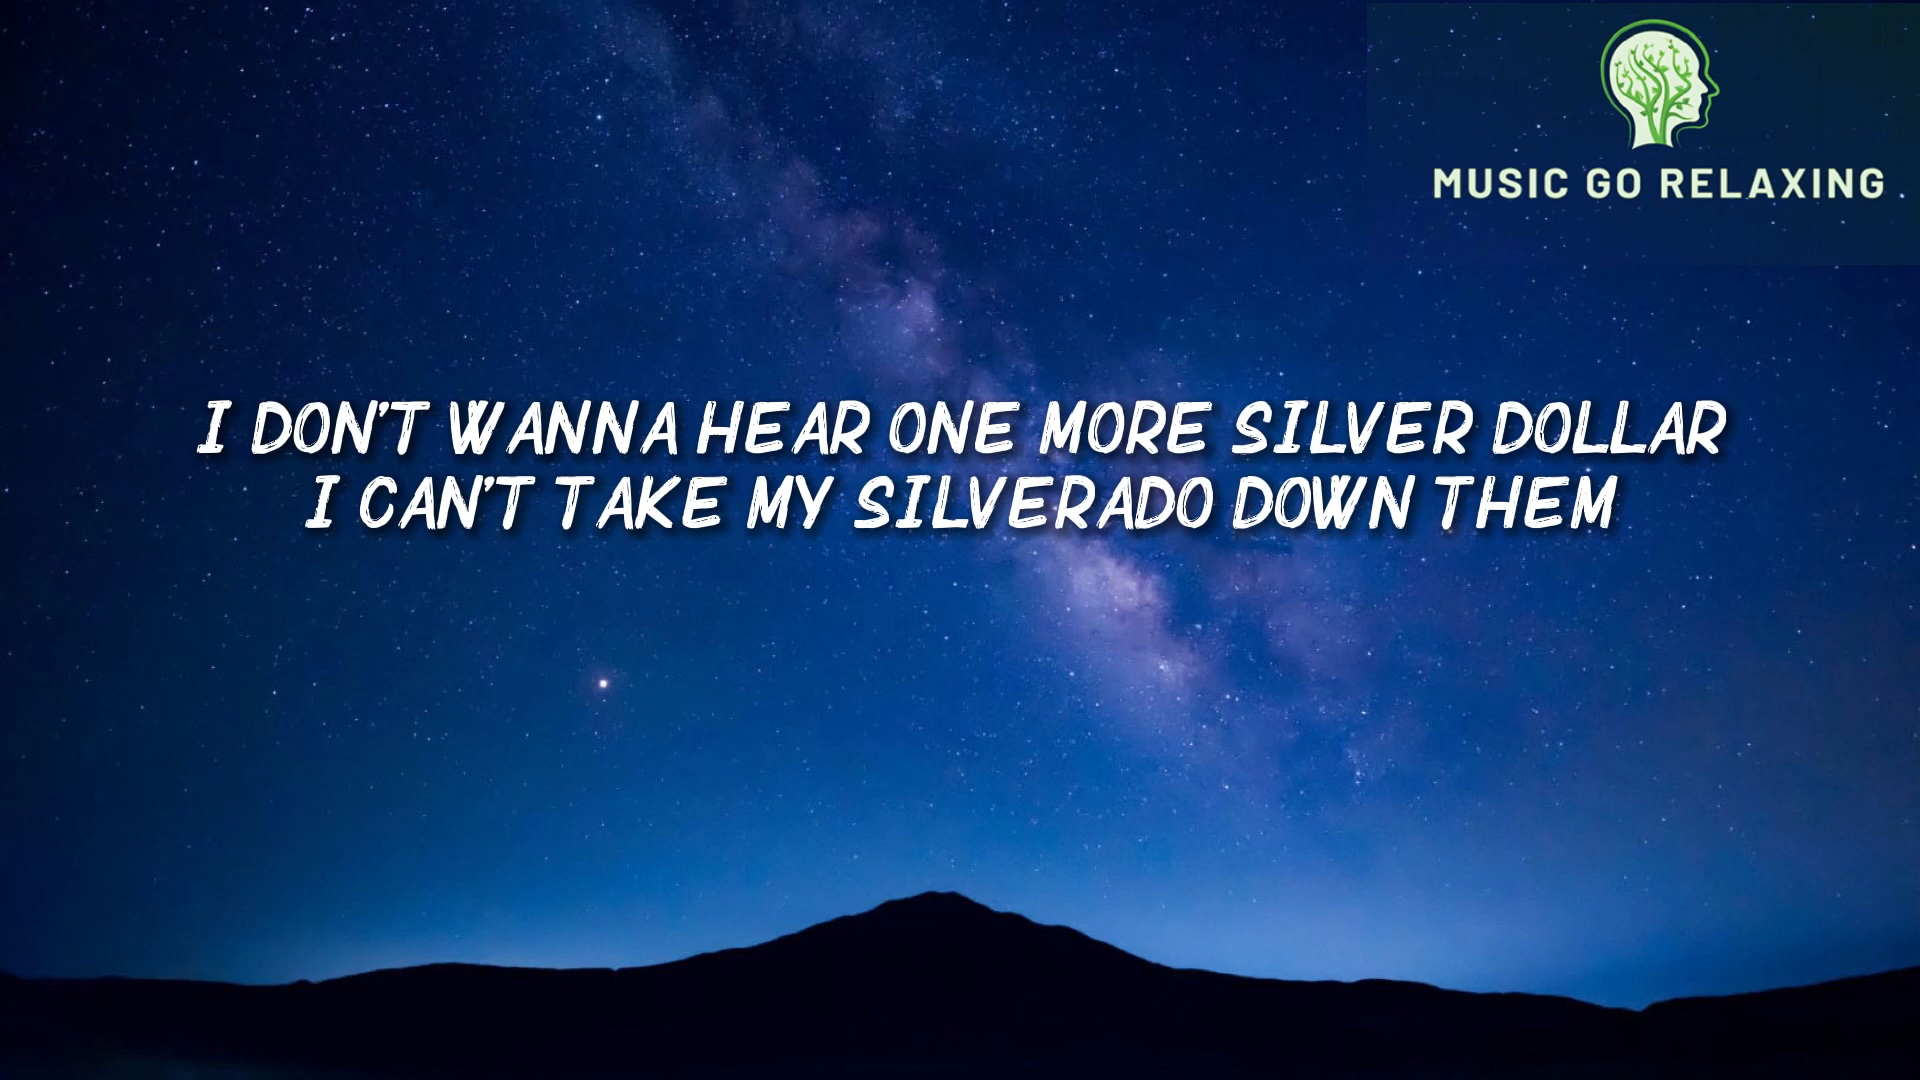 MUSIC GO RELAXING
I DON'T WANNA HEAR ONE MORE SILVER DOLLAR
I CAN'T TAKE MY SILVERADO DOWN THEM